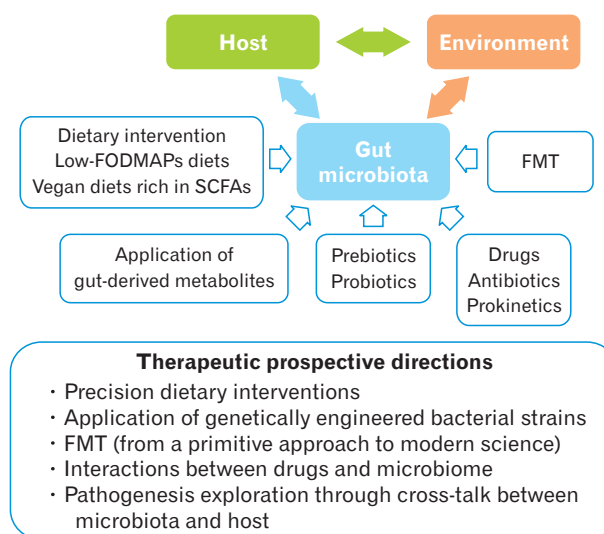 Host
Environment
Dietary intervention
Low-FODMAPs diets
Vegan diets rich in SCFAs
Gut
microbiota
FMT
Application of
gut-derived metabolites
Prebiotics
Probiotics
Drugs
Antibiotics
Prokinetics
Therapeutic prospective directions
· Precision dietary interventions
· Application of genetically engineered bacterial strains
· FMT (from a primitive approach to modern science)
· Interactions between drugs and microbiome
· Pathogenesis exploration through cross-talk between
microbiota and host